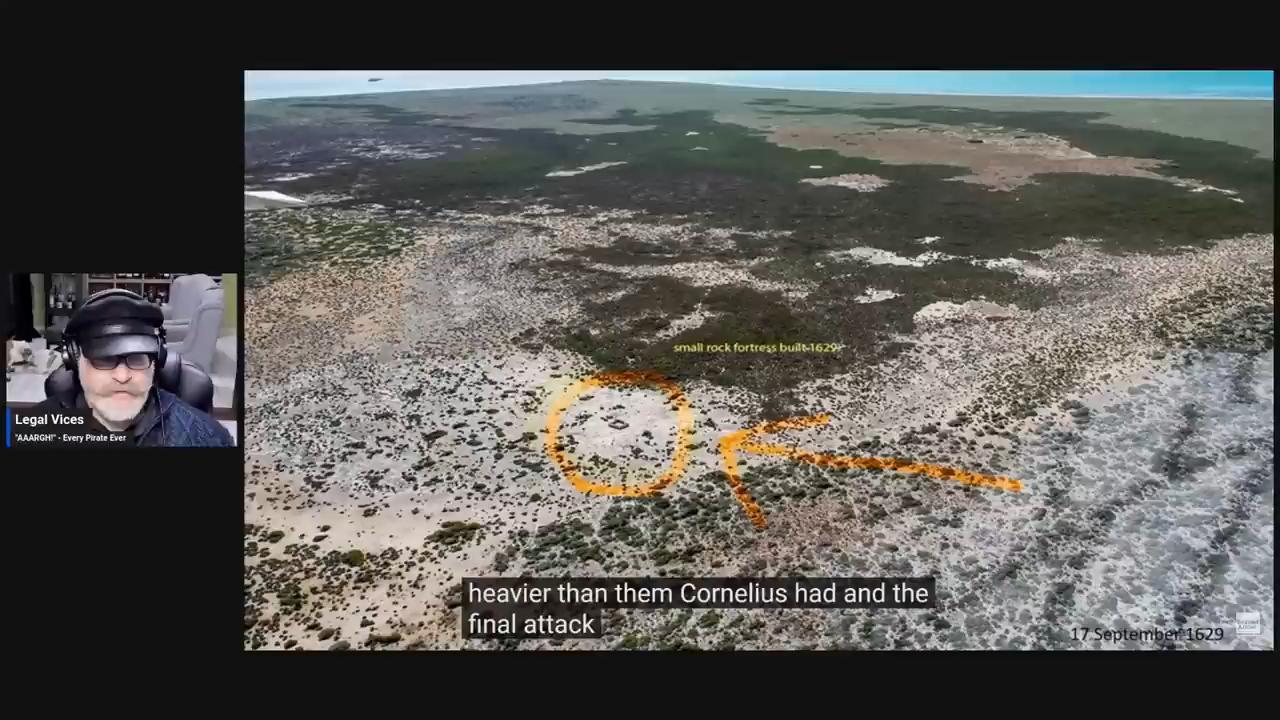 small rock fortress built 1629
Legal Vices
"AAARGH!" - Every Pirate Ever
heavier than them Cornelius had and the
final attack
17 September 1629